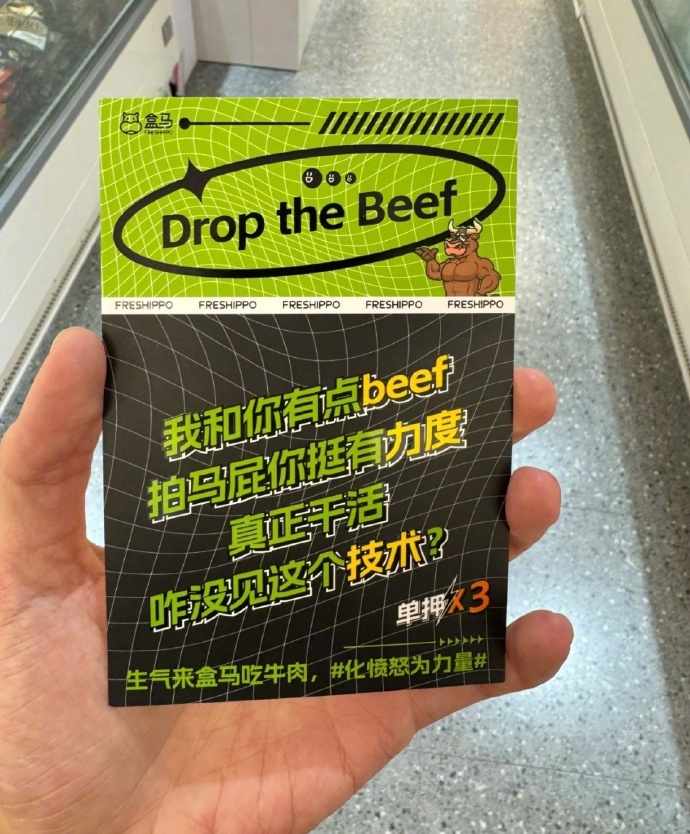 盒马
FRESHIPPO
Drop the Beef
FRESHIPPO FRESHIPPO FRESHIPPO FRESHIPPO FRESHIPPO
我和你有点beef
拍马屁你挺有力度
真正干活
咋没见这个技术?
单押 X3
生气来盒马吃牛肉，#化愤怒为力量#